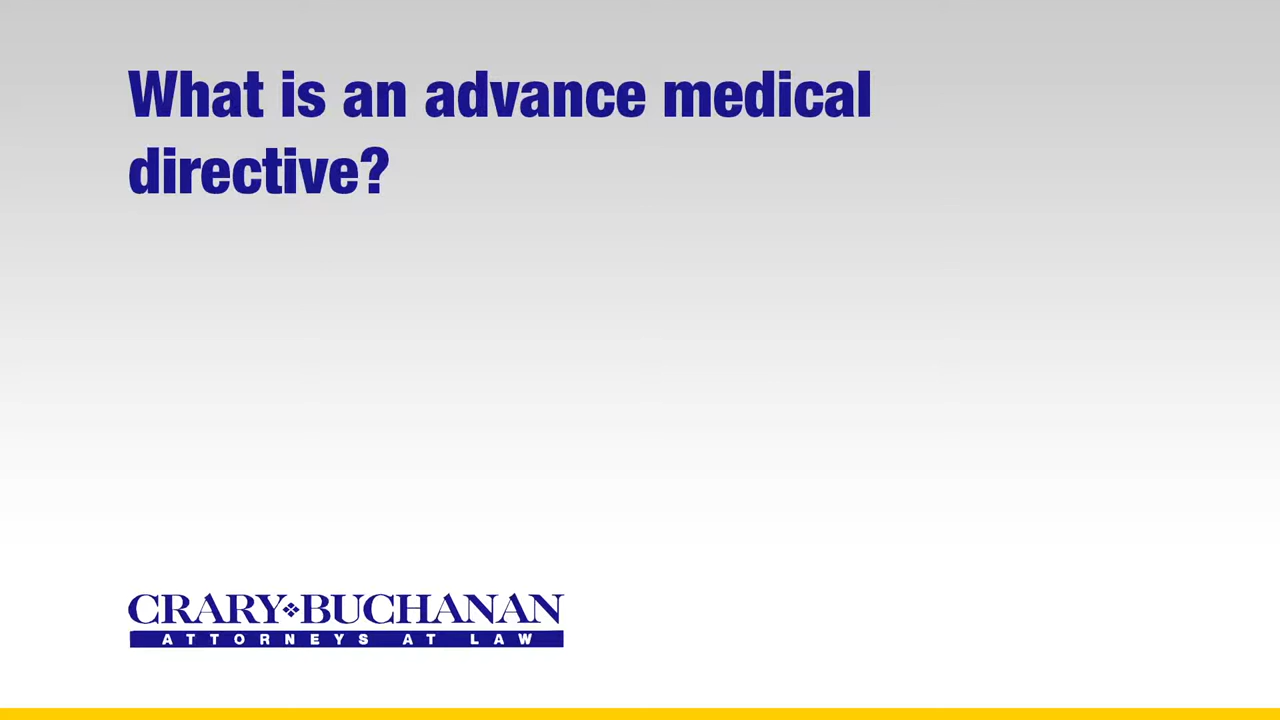 What is an advance medical
directive?
CRARY BUCHANAN
ATTORNEYS AT LAW